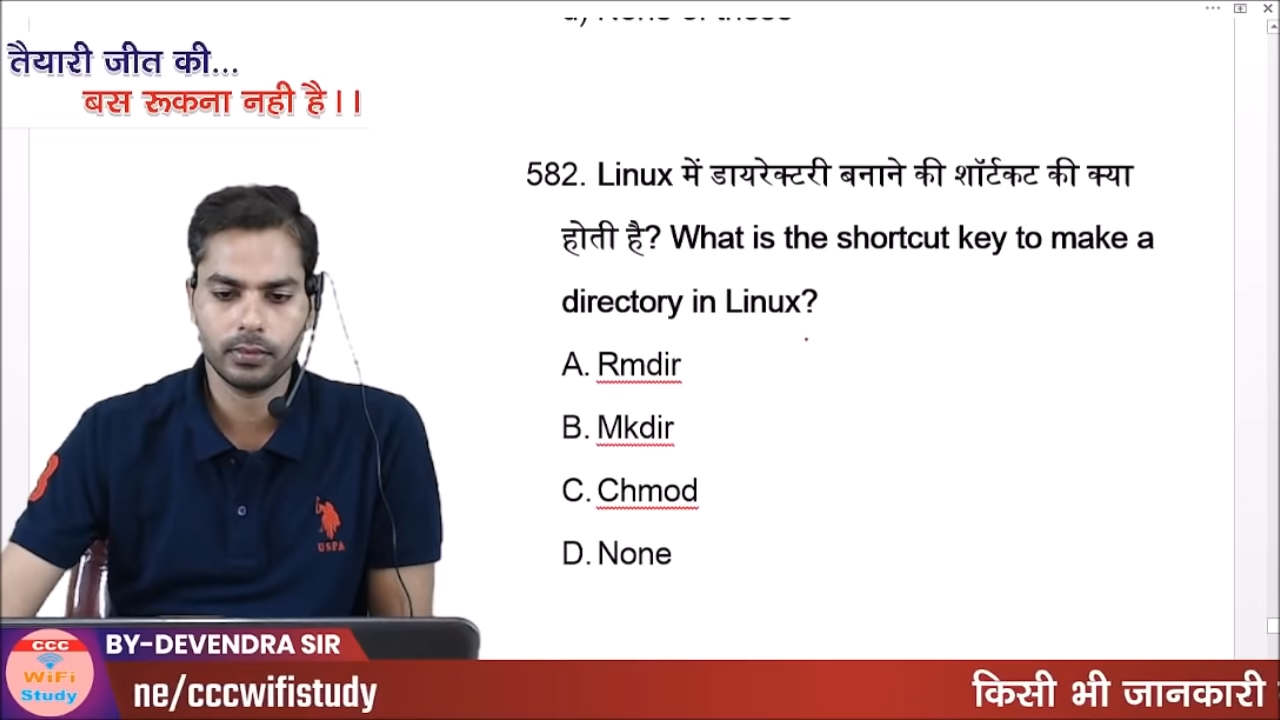 तैयारी जीत की...
बस रूकना नही है।।
582. Linux में डायरेक्टरी बनाने की शॉर्टकट की क्या
होती है? What is the shortcut key to make a
directory in Linux?
A. Rmdir
B. Mkdir
C. Chmod
D. None
USPA
CCC
WiFi
Study
BY-DEVENDRA SIR
ne/cccwifistudy
किसी भी जानकारी